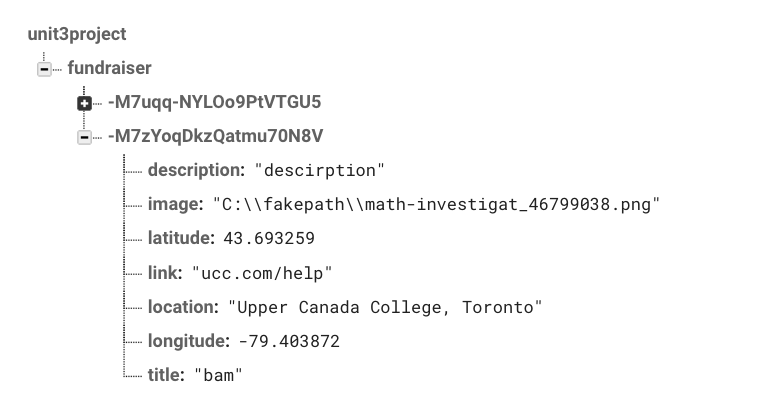 unit3project
fundraiser
-M7uqq-NYLOo9PtVTGU5
-M7zYoqDkzQatmu70N8V
description: "descirption"
image: "C:\\fakepath\\math-investigat_46799038.png"
latitude: 43.693259
link: "ucc.com/help"
location: "Upper Canada College, Toronto"
longitude: -79.403872
title: "bam"